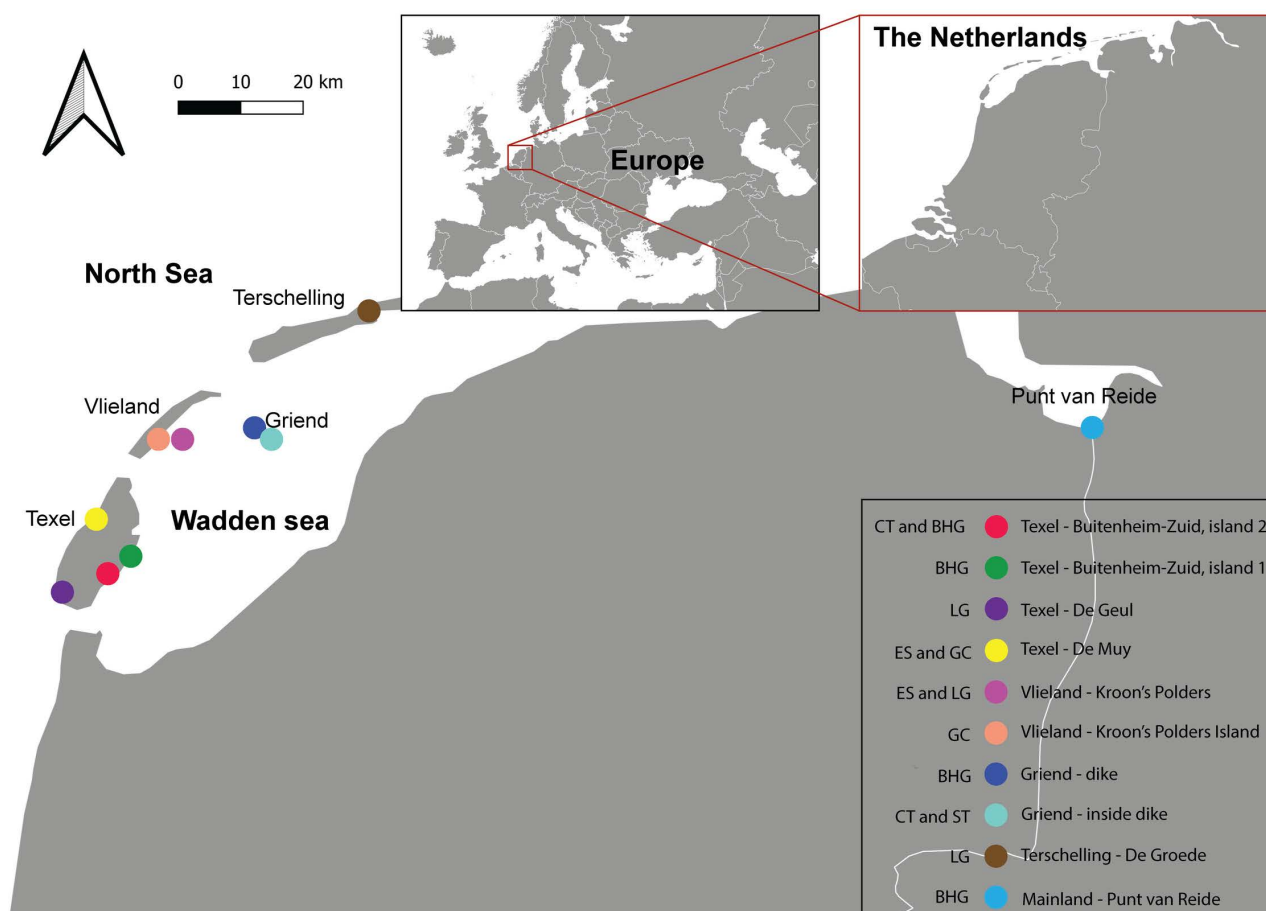 The Netherlands
0 10 20 km
Europe
North Sea
Terschelling
Vlieland
Griend
Punt van Reide
Texel
Wadden sea
CT and BHG Texel - Buitenheim-Zuid, island 2
BHG Texel - Buitenheim-Zuid, island 1
LG Texel - De Geul
ES and GC Texel - De Muy
ES and LG Vlieland - Kroon's Polders
GC Vlieland - Kroon's Polders Island
BHG Griend - dike
CT and ST Griend - inside dike
LG Terschelling - De Groede
BHG Mainland - Punt van Reide